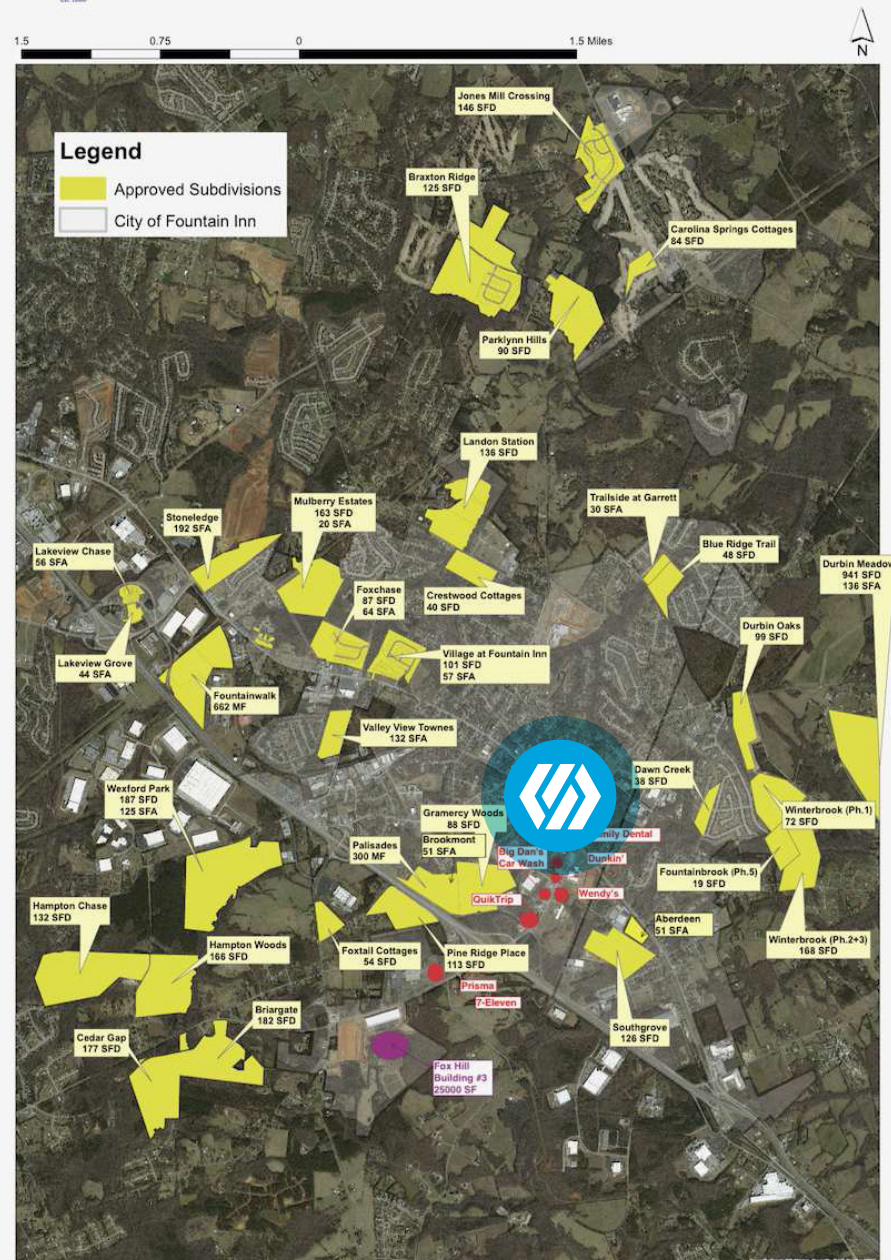 1.5
0.75
0
1.5 Miles
N
Legend
Approved Subdivisions
City of Fountain Inn
Jones Mill Crossing
146 SFD
Braxton Ridge
125 SFD
Carolina Springs Cottages
84 SFD
Parklynn Hills
90 SFD
Landon Station
136 SFD
Trailside at Garrett
30 SFA
Mulberry Estates
163 SFD
20 SFA
Stoneledge
192 SFA
Blue Ridge Trail
48 SFD
Lakeview Chase
56 SFA
Durbin Meadow
941 SFD
136 SFA
Foxchase
87 SFD
64 SFA
Crestwood Cottages
40 SFD
Durbin Oaks
99 SFD
Village at Fountain Inn
101 SFD
57 SFA
Lakeview Grove
44 SFA
Fountainwalk
662 MF
Valley View Townes
132 SFA
Dawn Creek
38 SFD
Wexford Park
187 SFD
125 SFA
Winterbrook (Ph.1)
72 SFD
Gramercy Woods
88 SFD
Brookmont
51 SFA
Palisades
300 MF
mily Dental
Big Dan's
Car Wash
Dunkin'
Fountainbrook (Ph.5)
19 SFD
QuikTrip
Wendy's
Hampton Chase
132 SFD
Aberdeen
51 SFA
Winterbrook (Ph.2+3)
168 SFD
Hampton Woods
166 SFD
Foxtail Cottages
54 SFD
Pine Ridge Place
113 SFD
Prisma
7-Eleven
Briargate
182 SFD
Southgrove
126 SFD
Cedar Gap
177 SFD
Fox Hill
Building #3
25000 SF